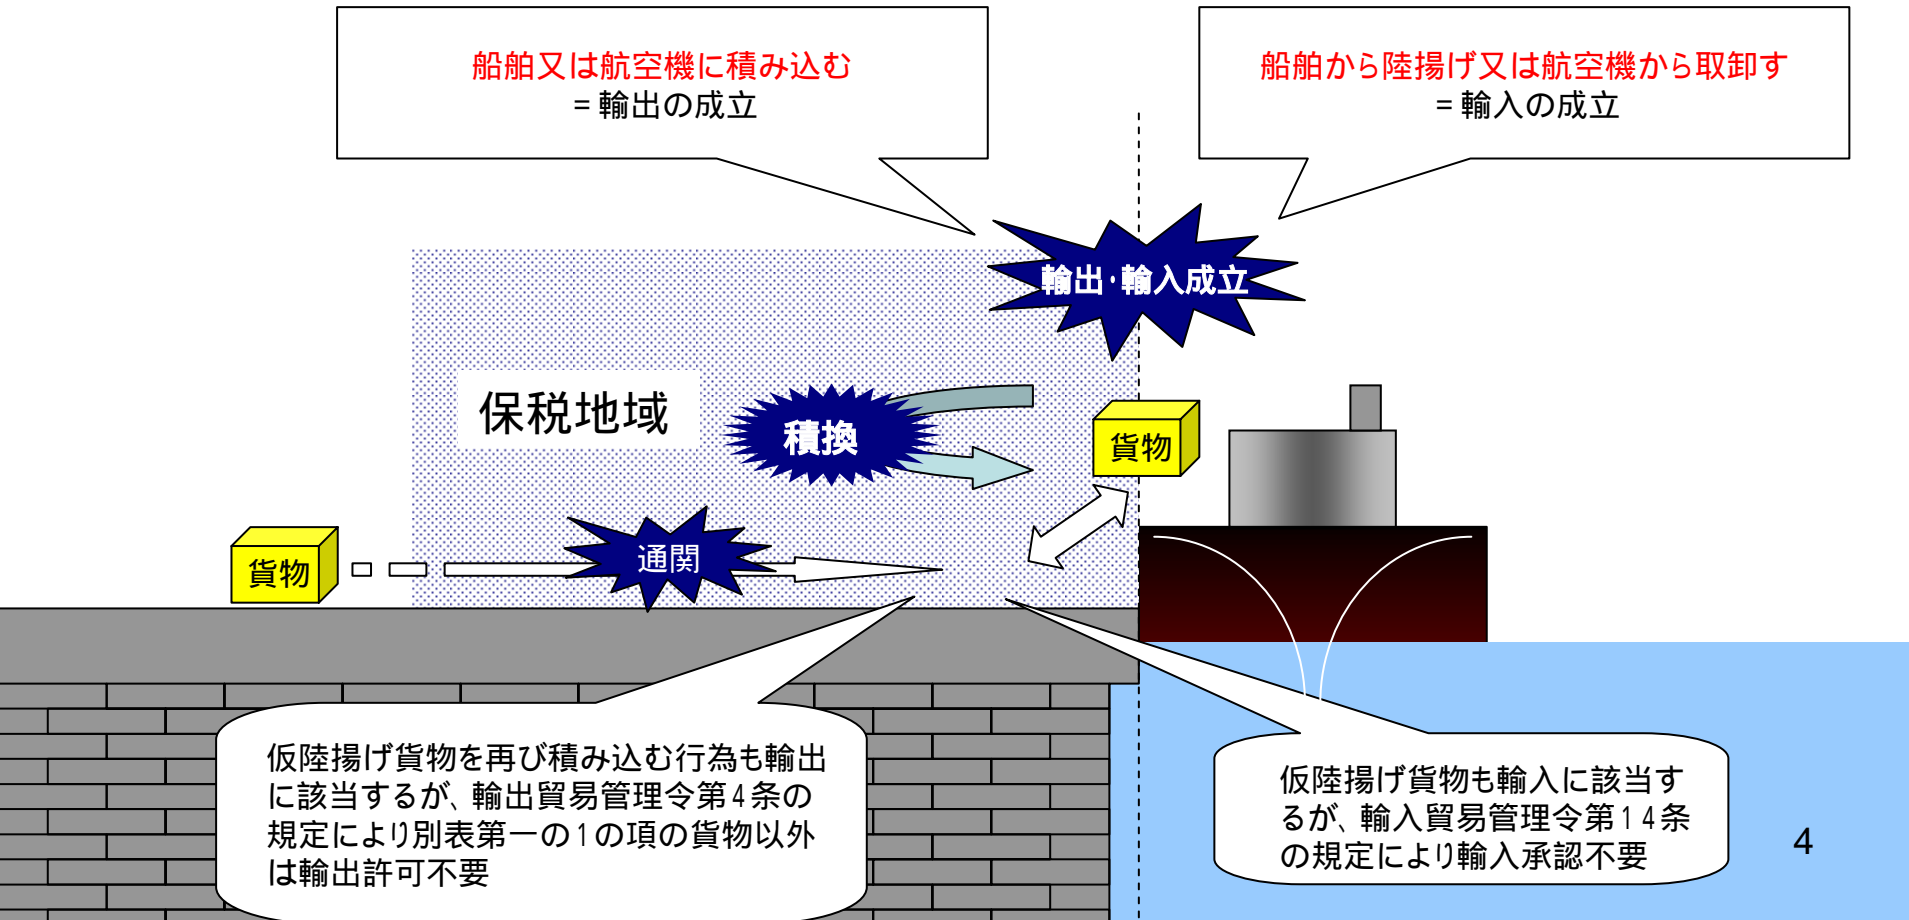 船舶又は航空機に積み込む
=輸出の成立
船舶から陸揚げ又は航空機から取卸す
=輸入の成立
輸出・輸入成立
保税地域
積換
貨物
貨物
通関
仮陸揚げ貨物を再び積み込む行為も輸出
に該当するが、輸出貿易管理令第4条の
規定により別表第一の1の項の貨物以外
は輸出許可不要
仮陸揚げ貨物も輸入に該当す
るが、輸入貿易管理令第14条
の規定により輸入承認不要
4